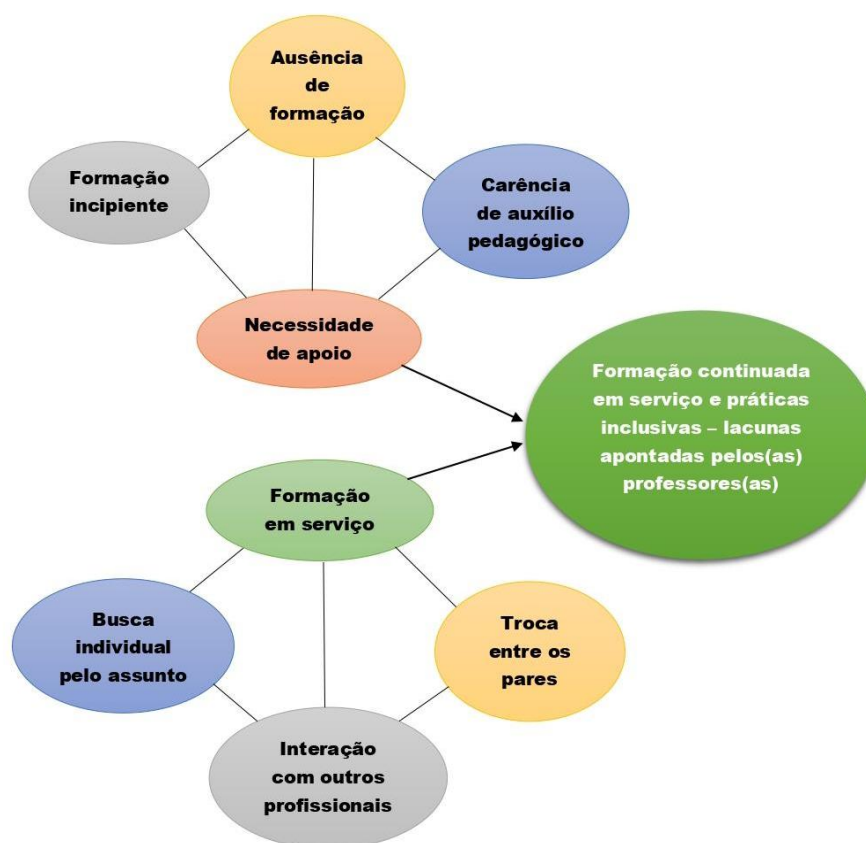 Ausência
de
formação
Formação
incipiente
Carência
de auxílio
pedagógico
Necessidade
de apoio
Formação continuada
em serviço e práticas
inclusivas – lacunas
apontadas pelos(as)
professores(as)
Formação
em serviço
Busca
individual
pelo assunto
Troca
entre os
pares
Interação
com outros
profissionais